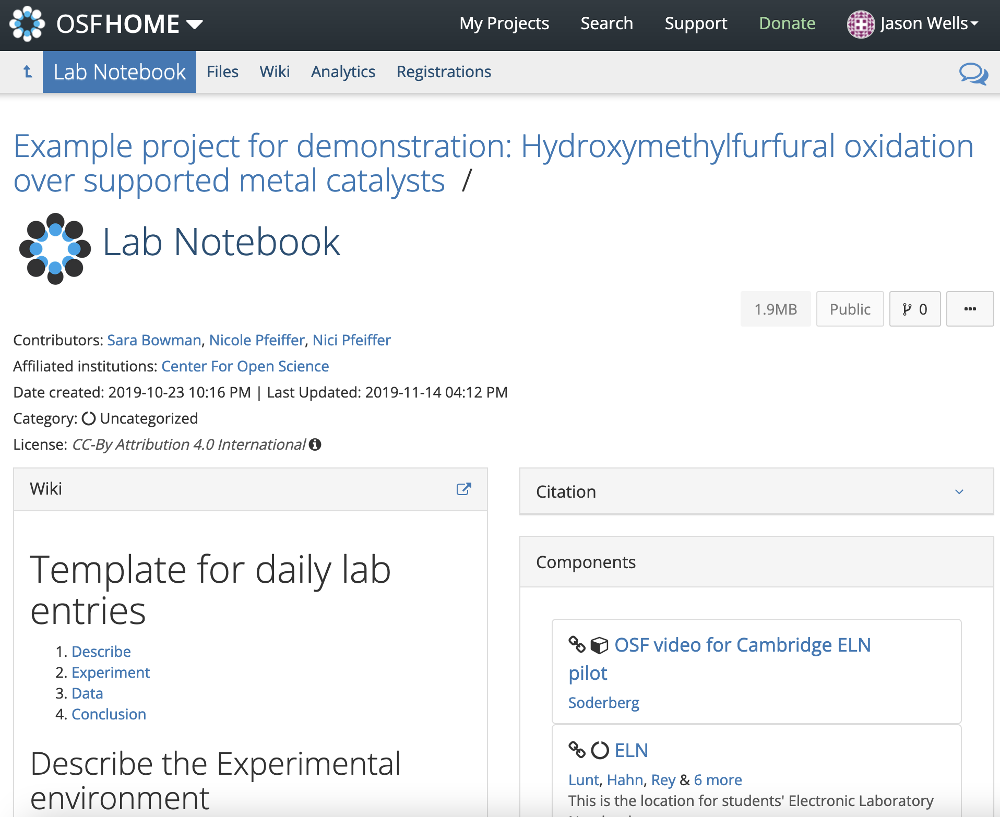 OSFHOME
My Projects Search Support Donate Jason Wells
Lab Notebook Files Wiki Analytics Registrations
Example project for demonstration: Hydroxymethylfurfural oxidation
over supported metal catalysts /
Lab Notebook
1.9MB Public 0 ...
Contributors: Sara Bowman, Nicole Pfeiffer, Nici Pfeiffer
Affiliated institutions: Center For Open Science
Date created: 2019-10-23 10:16 PM | Last Updated: 2019-11-14 04:12 PM
Category: Uncategorized
License: CC-By Attribution 4.0 International
Wiki
Template for daily lab
entries
1. Describe
2. Experiment
3. Data
4. Conclusion
Describe the Experimental
environment
Citation
Components
OSF video for Cambridge ELN
pilot
Soderberg
ELN
Lunt, Hahn, Rey & 6 more
This is the location for students' Electronic Laboratory